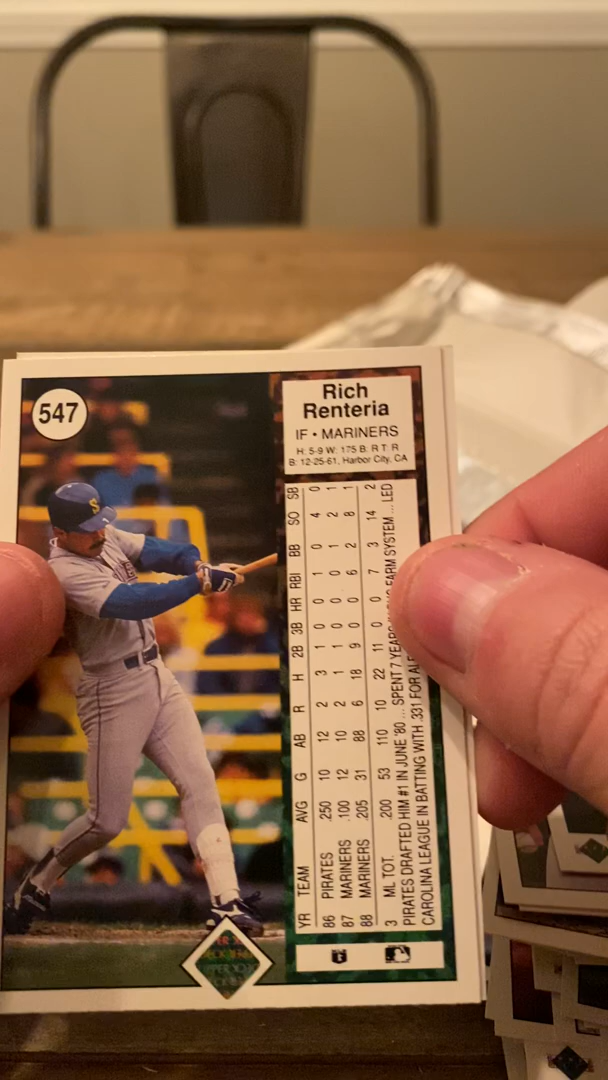 547
Rich
Renteria
IF • MARINERS
H: 5-9 W: 175 B: R T: R
B: 12-25-61, Harbor City, CA
YR TEAM AVG G AB R H 2B 3B HR RBI BB SO SB
86 PIRATES .250 10 12 2 3 1 0 0 1 0 4 0
87 MARINERS .100 12 10 2 1 1 0 0 0 1 2 1
88 MARINERS .205 31 88 6 18 9 0 0 6 2 8 1
3 ML TOT. .200 53 110 10 22 11 0 0 7 3 14 2
PIRATES DRAFTED HIM #1 IN JUNE '80 ... SPENT 7 YEARS FARM SYSTEM ... LED
CAROLINA LEAGUE IN BATTING WITH .331 FOR
S